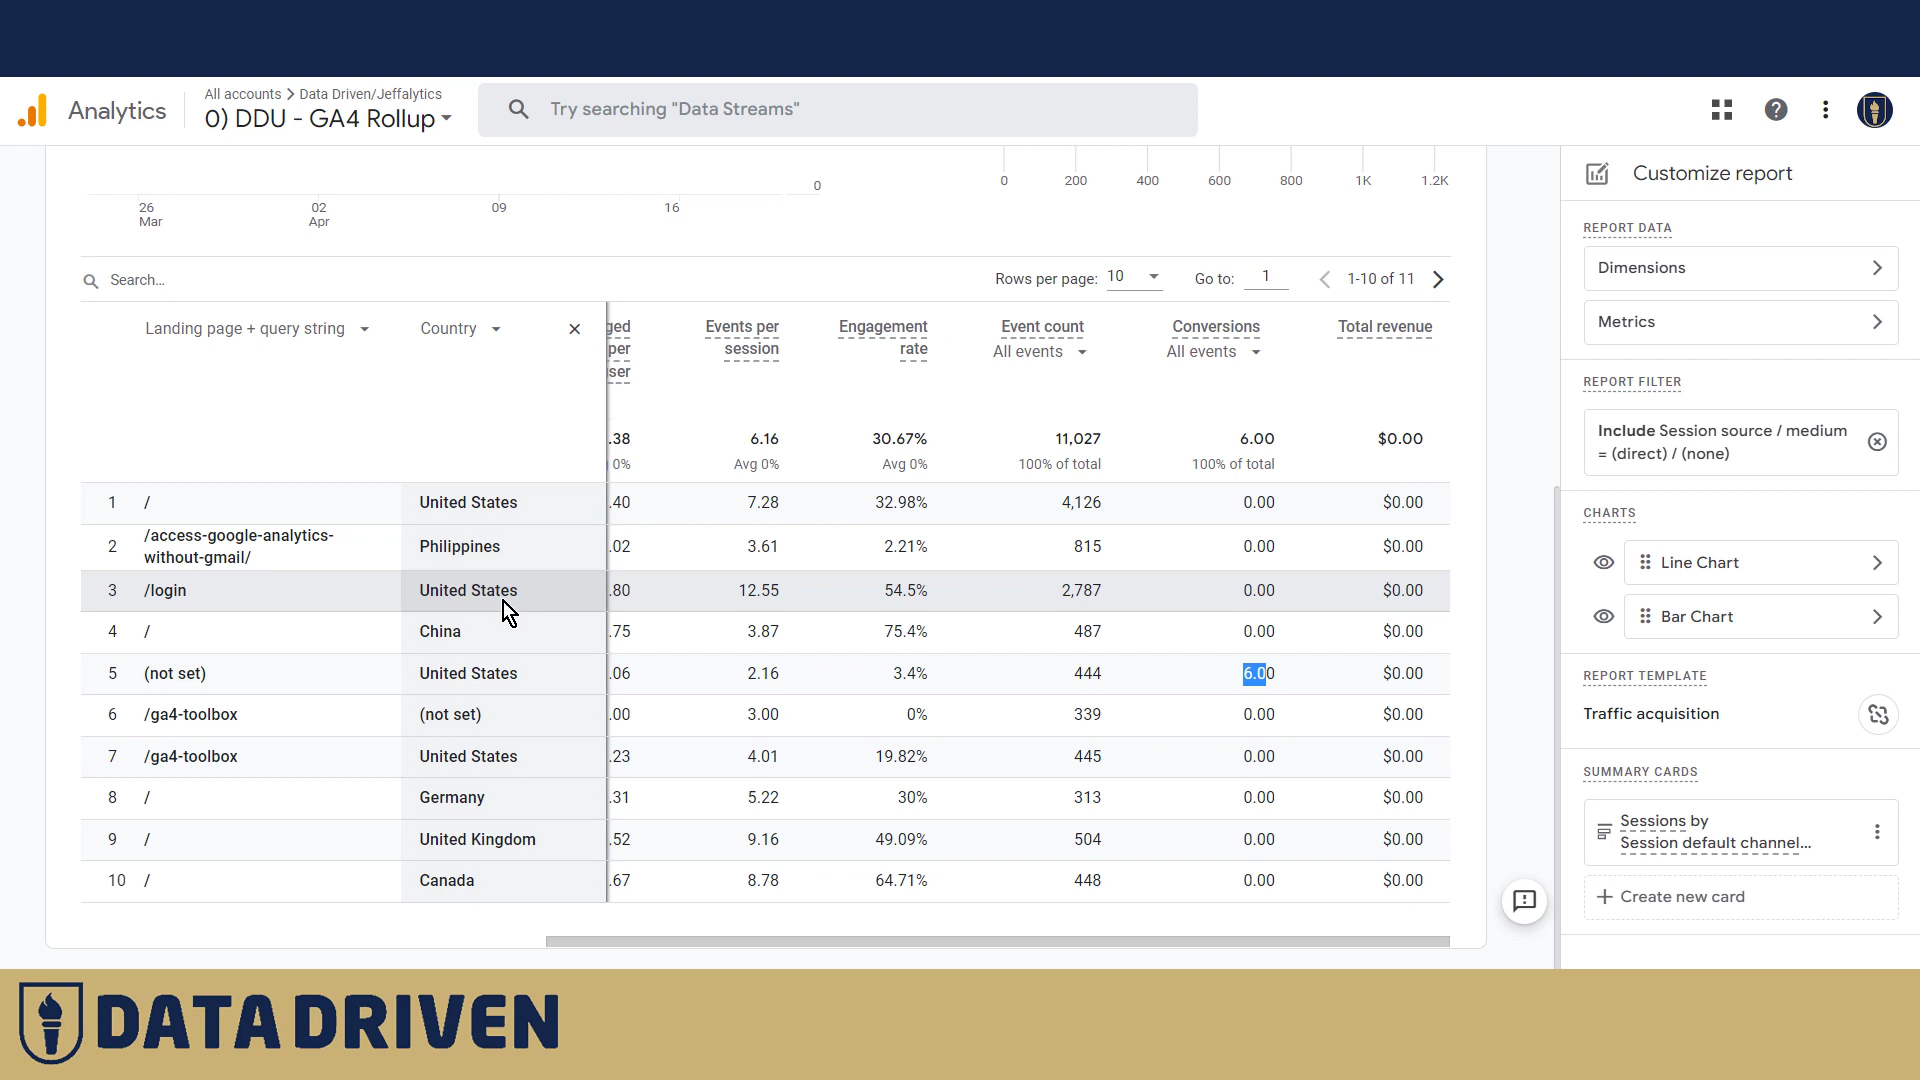 Analytics
All accounts > Data Driven/Jeffalytics
0) DDU - GA4 Rollup
Try searching "Data Streams"
0
26
Mar
02
Apr
09
16
0
200
400
600
800
1K
1.2K
Search...
Rows per page: 10
Go to: 1
1-10 of 11
Landing page + query string
Country
ged
per
ser
Events per
session
Engagement
rate
Event count
All events
Conversions
All events
Total revenue
.38 6.16 30.67% 11,027 6.00 $0.00
0% Avg 0% Avg 0% 100% of total 100% of total
1 / United States .40 7.28 32.98% 4,126 0.00 $0.00
2 /access-google-analytics-
without-gmail/ Philippines .02 3.61 2.21% 815 0.00 $0.00
3 /login United States .80 12.55 54.5% 2,787 0.00 $0.00
4 / China .75 3.87 75.4% 487 0.00 $0.00
5 (not set) United States .06 2.16 3.4% 444 6.00 $0.00
6 /ga4-toolbox (not set) .00 3.00 0% 339 0.00 $0.00
7 /ga4-toolbox United States .23 4.01 19.82% 445 0.00 $0.00
8 / Germany .31 5.22 30% 313 0.00 $0.00
9 / United Kingdom .52 9.16 49.09% 504 0.00 $0.00
10 / Canada .67 8.78 64.71% 448 0.00 $0.00
Customize report
REPORT DATA
Dimensions
Metrics
REPORT FILTER
Include Session source / medium
= (direct) / (none)
CHARTS
Line Chart
Bar Chart
REPORT TEMPLATE
Traffic acquisition
SUMMARY CARDS
Sessions by
Session default channel...
+ Create new card
DATA DRIVEN